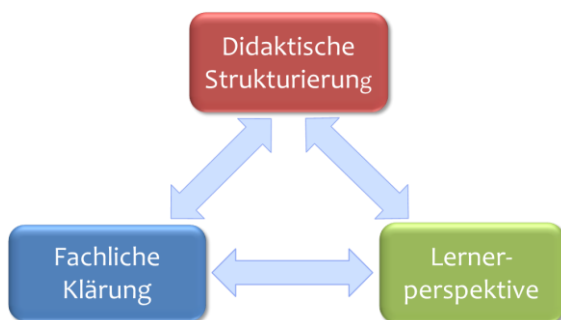 Didaktische
Strukturierung
Fachliche
Klärung
Lerner-
perspektive